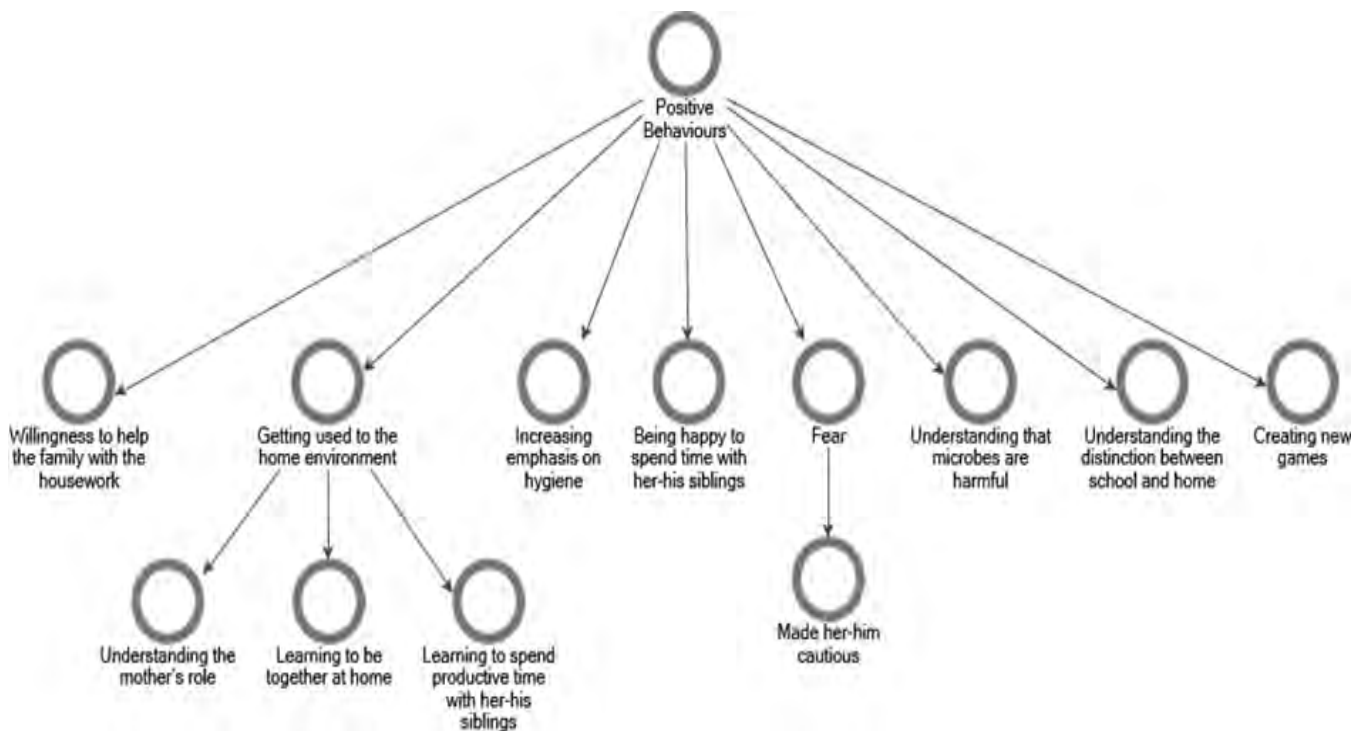 Positive
Behaviours
Willingness to help
the family with the
housework
Getting used to the
home environment
Increasing
emphasis on
hygiene
Being happy to
spend time with
her-his siblings
Fear
Understanding that
microbes are
harmful
Understanding the
distinction between
school and home
Creating new
games
Understanding the
mother's role
Learning to be
together at home
Learning to spend
productive time
with her-his
siblings
Made her-him
cautious